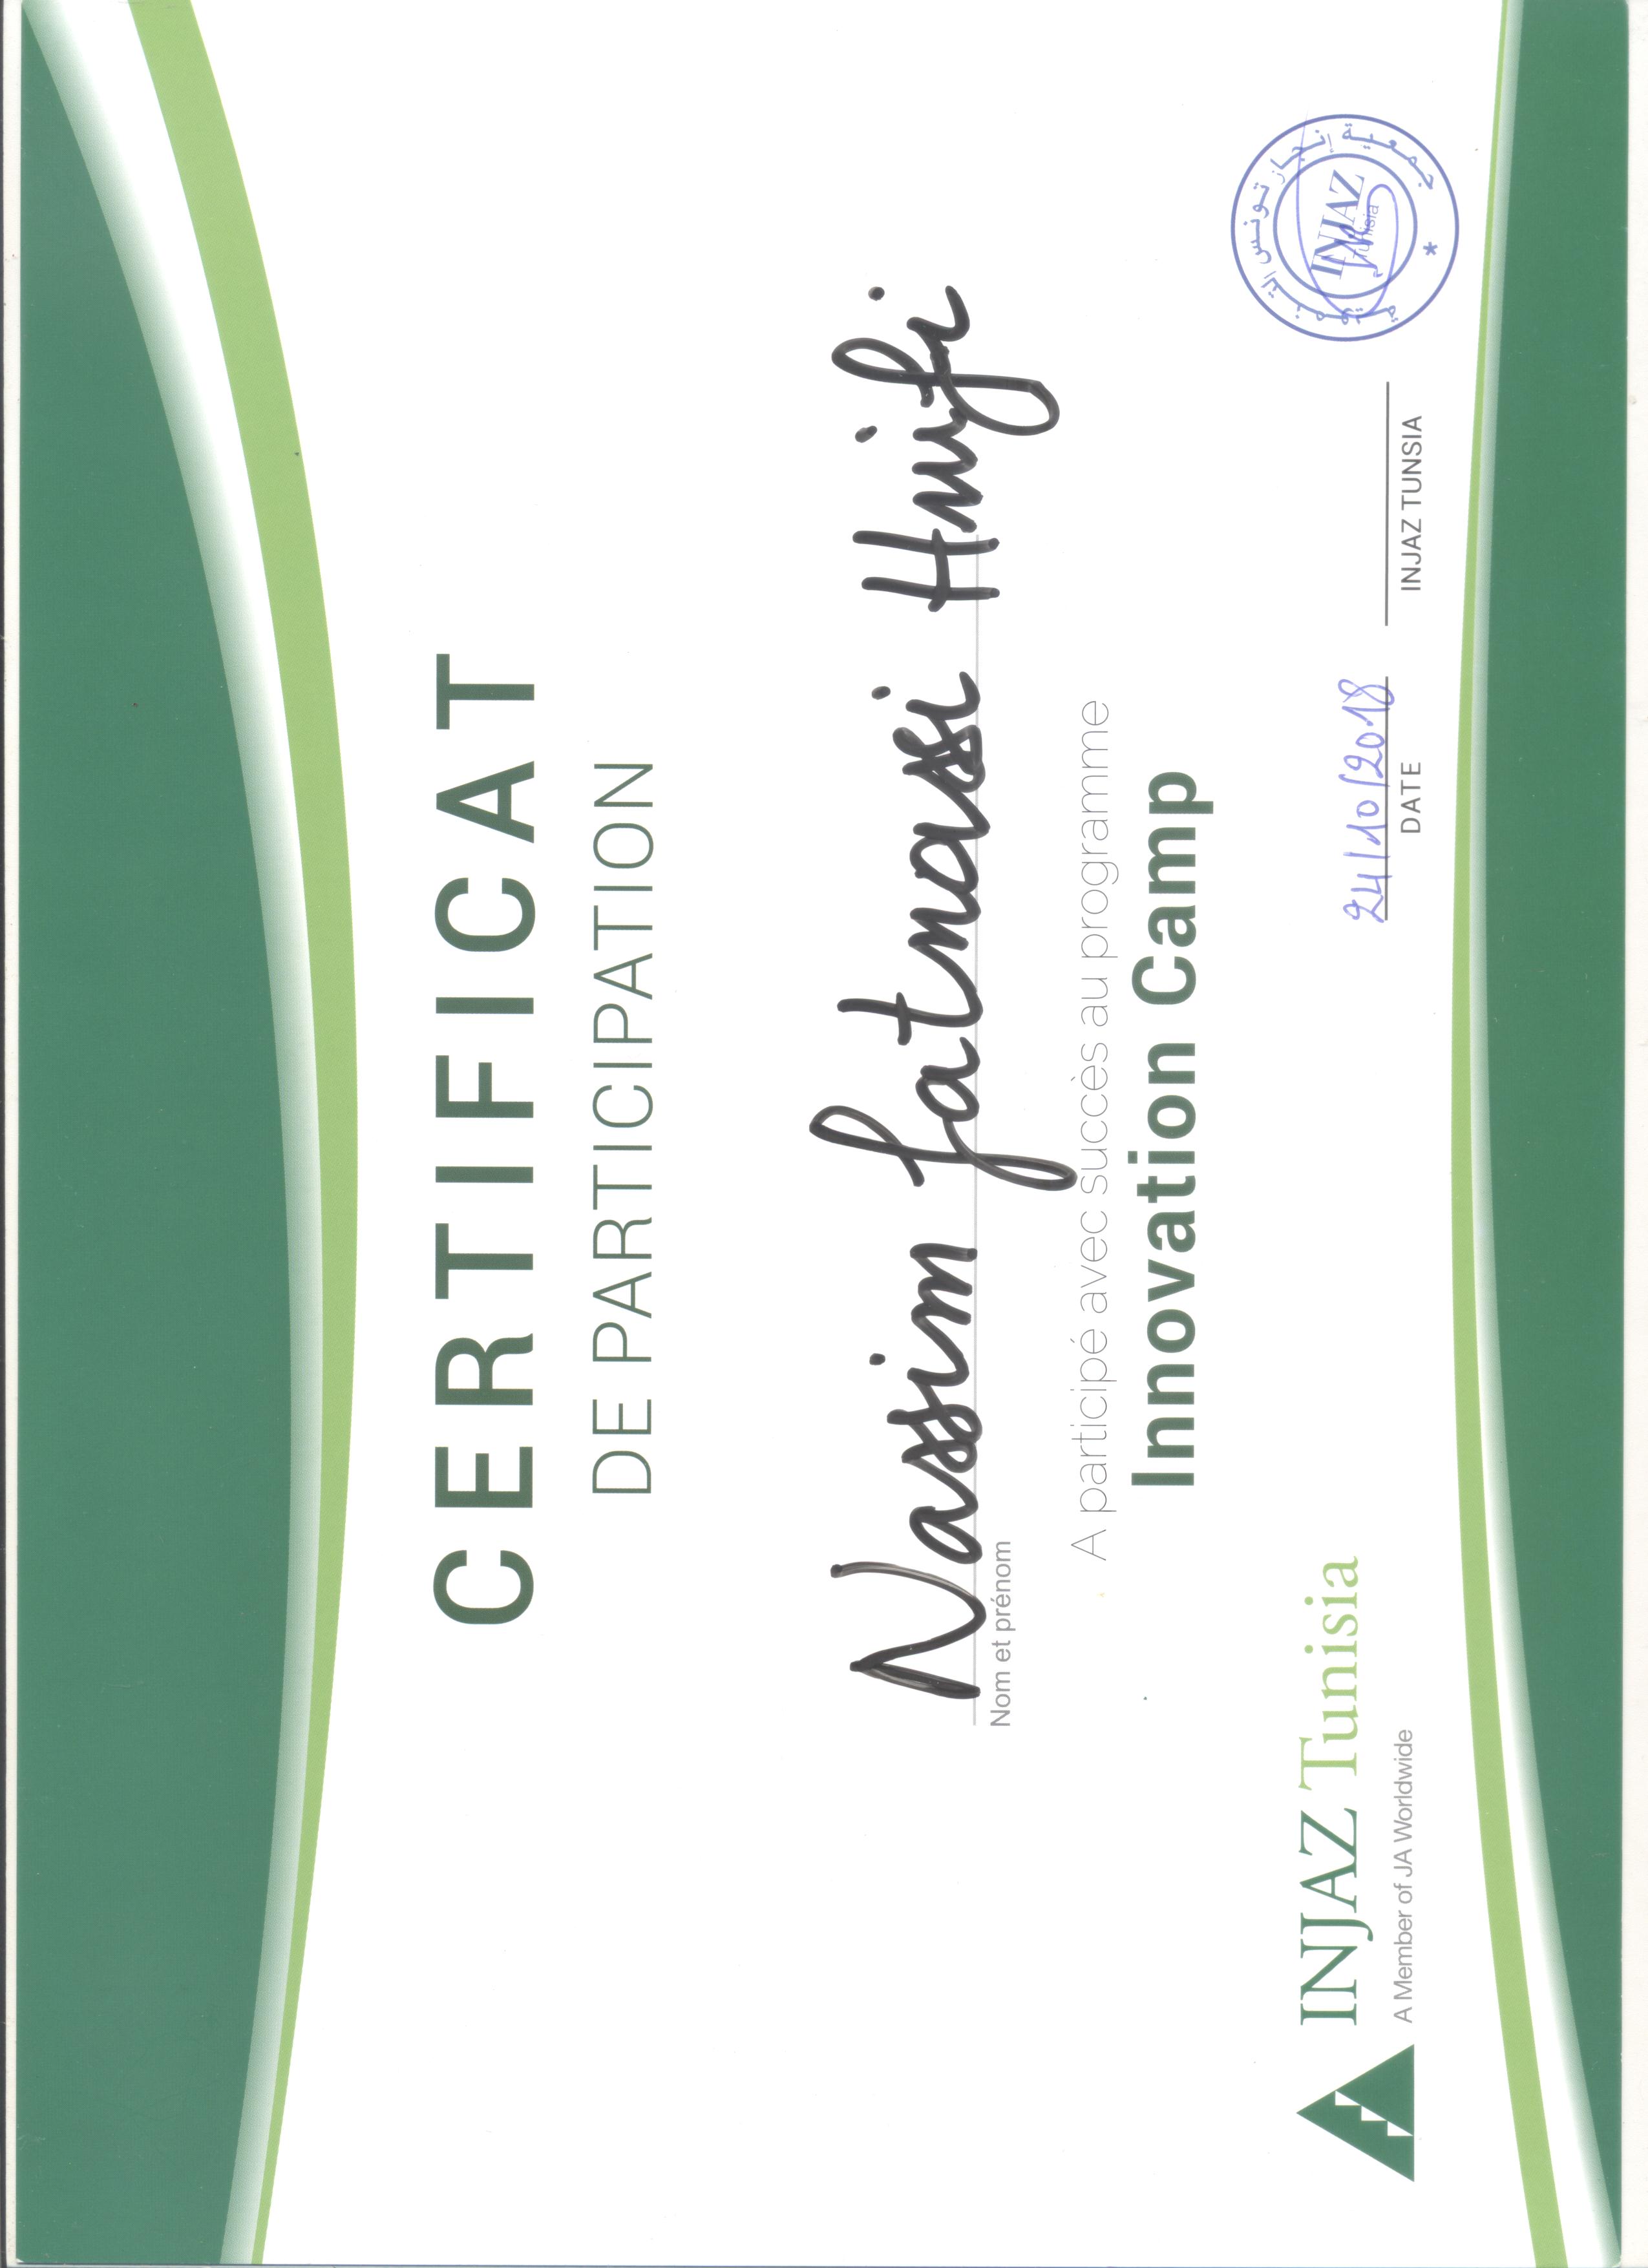 CERTIFICAT
DE PARTICIPATION
Nassim fatnassi Hnifi
Nom et prénom
A participé avec succès au programme
Innovation Camp
INJAZ Tunisia
A Member of JA Worldwide
24/10/2018
DATE
INJAZ TUNSIA
جمعية إنجاز تونس التنموية
INJAZ
Tunisia
*